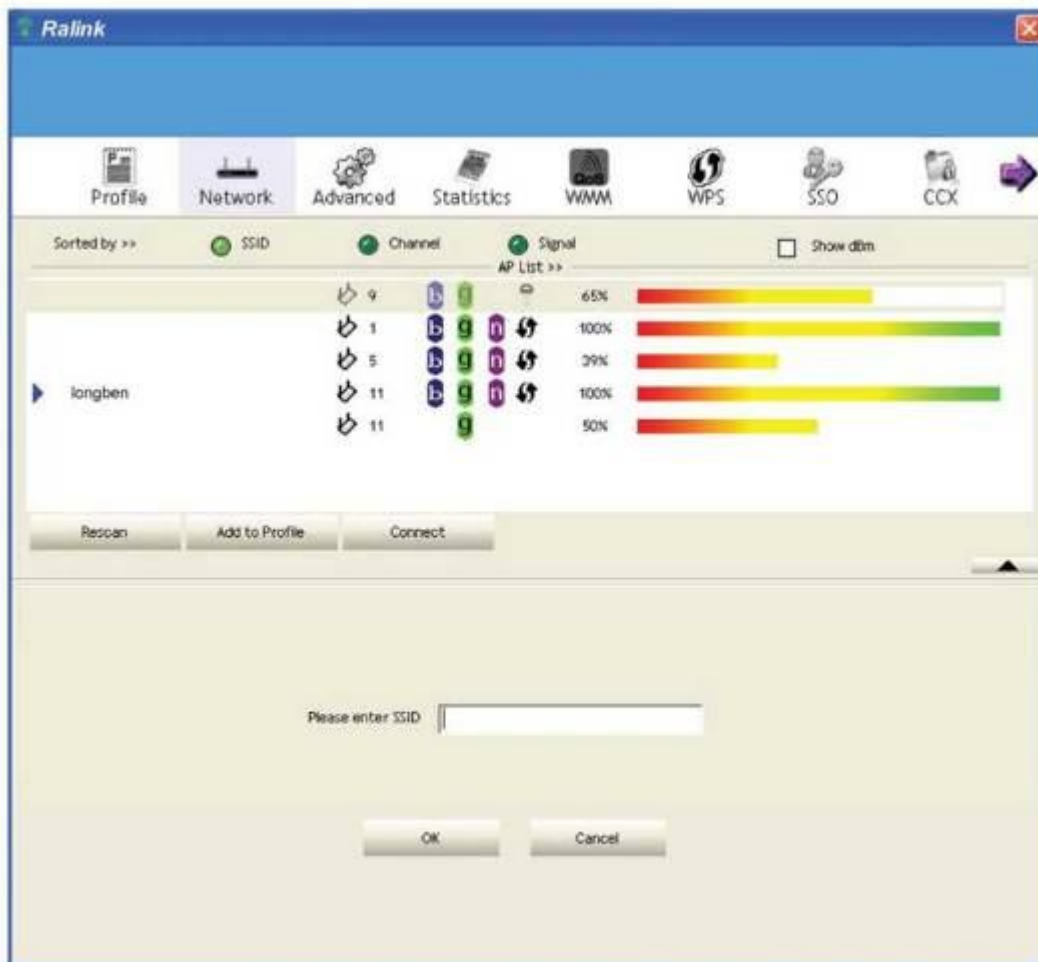 Ralink
Profile Network Advanced Statistics WMM WPS SSO CCX
QoS
Sorted by >> SSID Channel Signal Show dBm
AP List >>
9 b g 65%
1 b g n 100%
5 b g n 39%
longben 11 b g n 100%
11 g 50%
Rescan Add to Profile Connect
Please enter SSID
OK Cancel